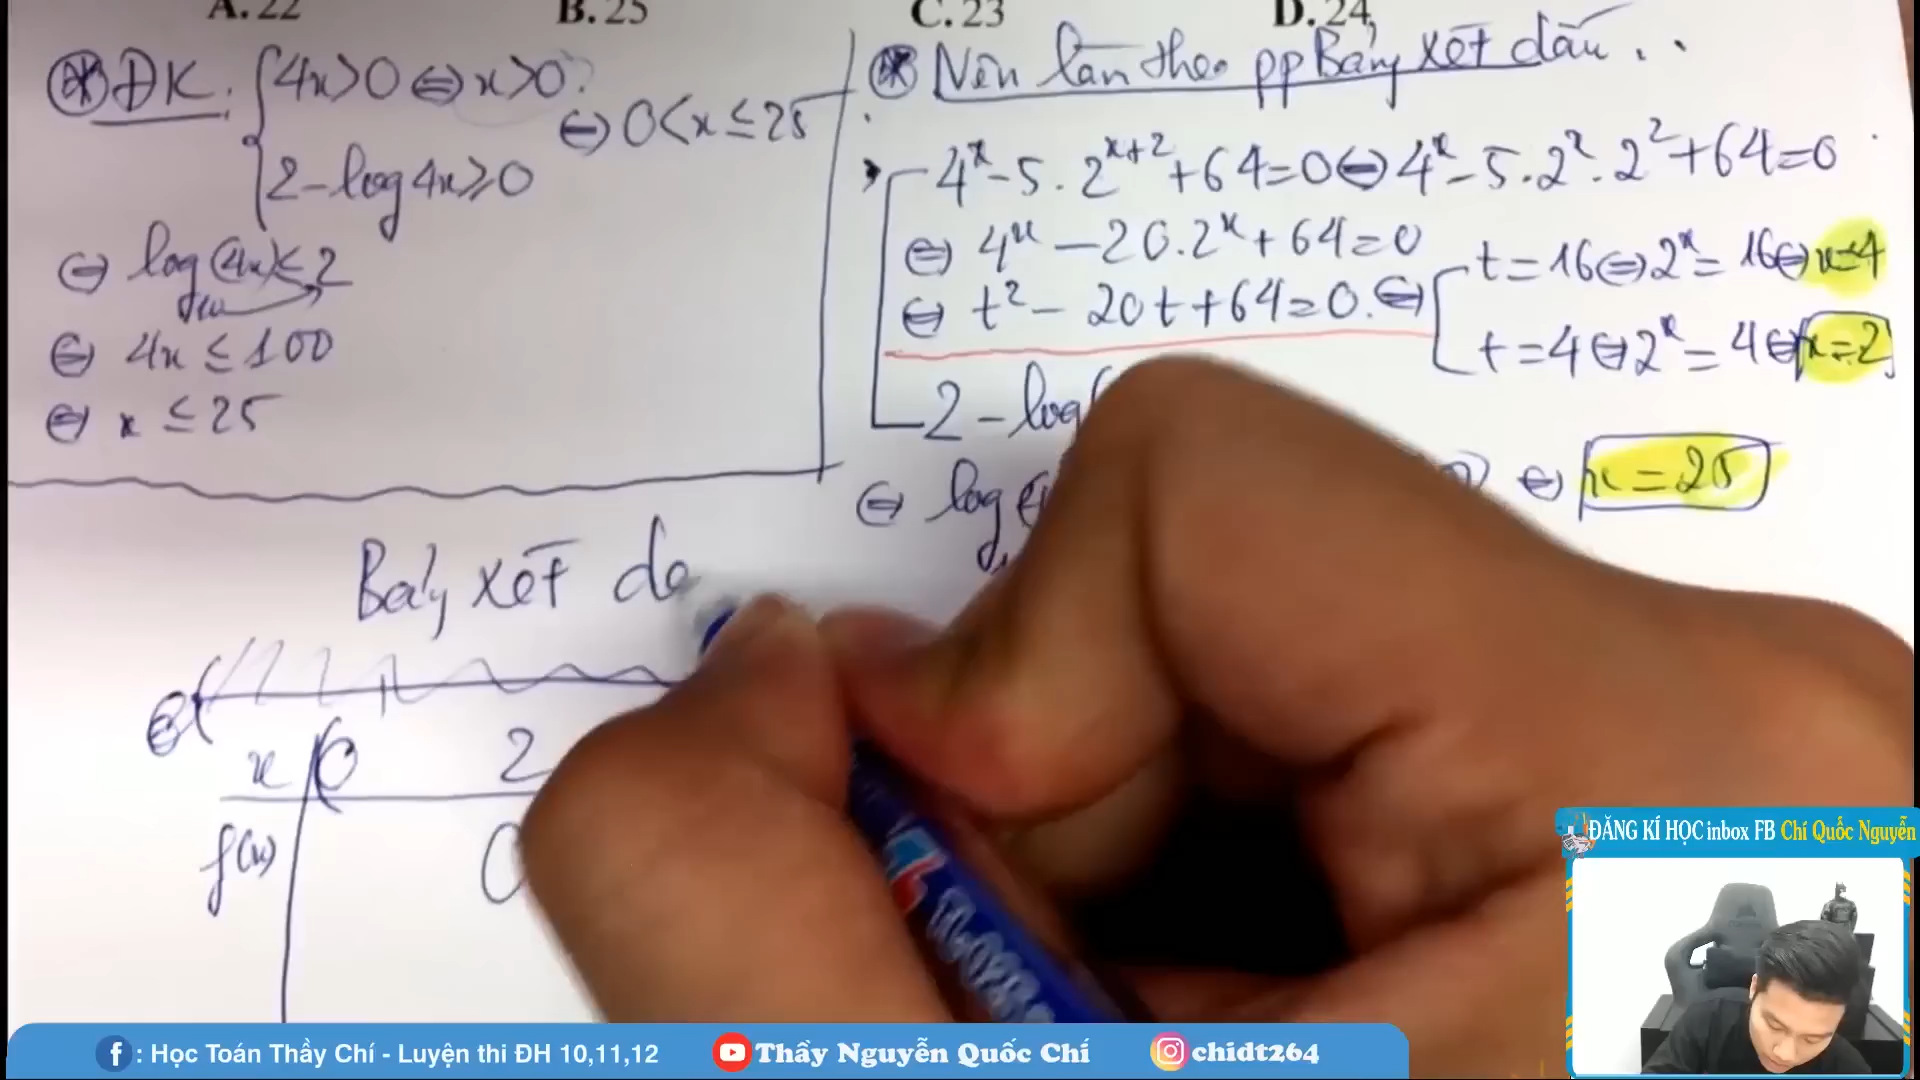 A. 22 B. 25 C. 23 D. 24
ĐK: 4x>0 ⇔ x>0
2-log4x≥0
⇔ 0<x≤25
⇔ log(4x)≤2
⇔ 4x ≤ 100
⇔ x ≤ 25
Nên làm theo pp Bảng xét dấu...
4^x - 5.2^{x+2} + 64 = 0 ⇔ 4^x - 5.2^x.2^2 + 64 = 0
⇔ 4^x - 20.2^x + 64 = 0
⇔ t^2 - 20t + 64 = 0 ⇔
t = 16 ⇔ 2^x = 16 ⇔ x=4
t = 4 ⇔ 2^x = 4 ⇔ x=2
2 - log(
⇔ log
⇔ x = 25
Bảng xét dấ
x 0 2
f(x) 0
ĐĂNG KÍ HỌC inbox FB Chí Quốc Nguyễn
: Học Toán Thầy Chí - Luyện thi ĐH 10,11,12
Thầy Nguyễn Quốc Chí
chidt264